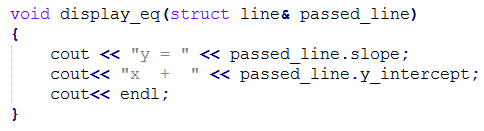 void display_eq(struct line& passed_line)
{
    cout << "y = " << passed_line.slope;
    cout<< "x  +  " << passed_line.y_intercept;
    cout<< endl;
}